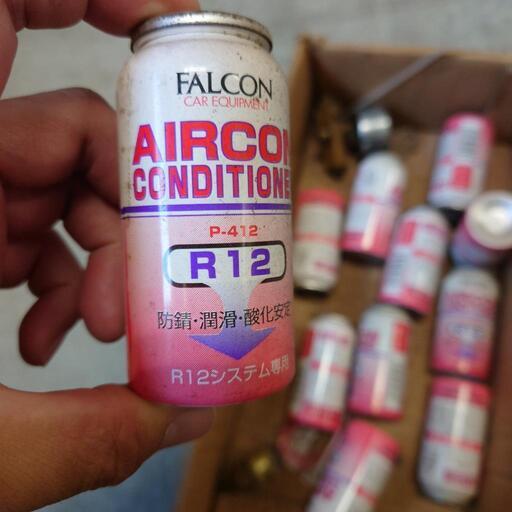 FALCON
CAR EQUIPMENT
AIRCON
CONDITIONE
P-412
R12
防錆・潤滑・酸化安定
R12システム専用